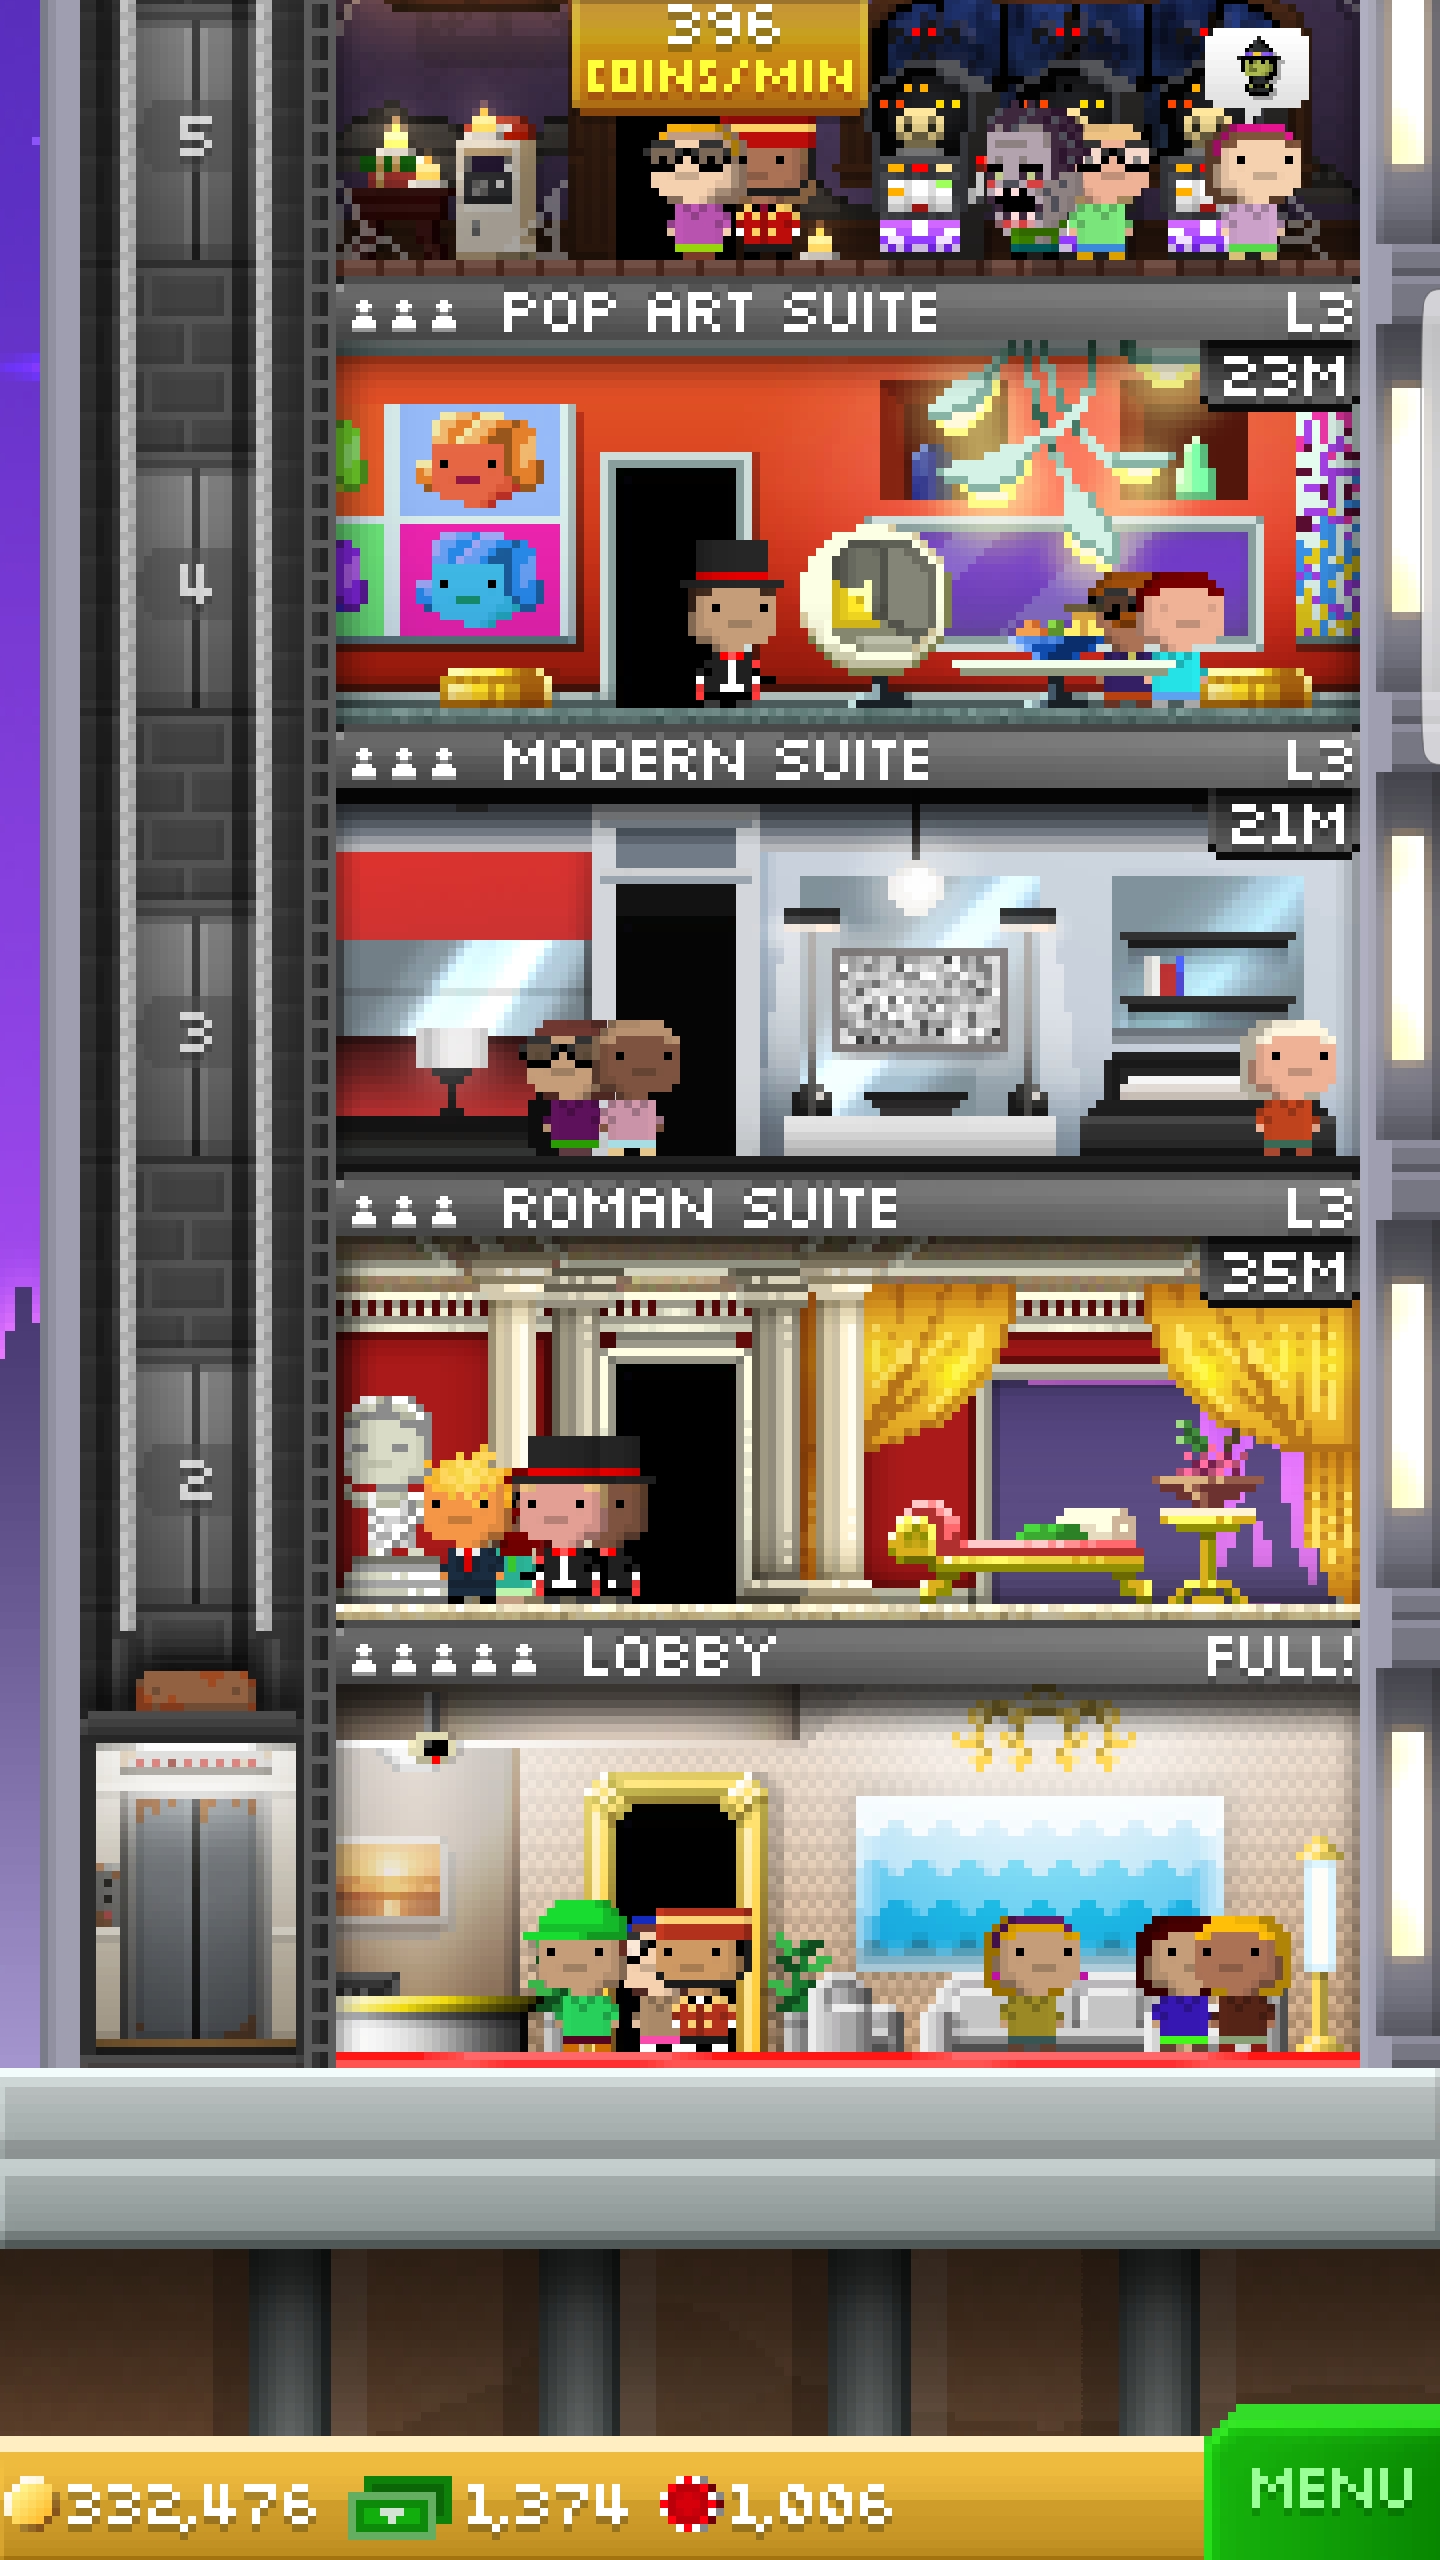 396
COINS/MIN
5
POP ART SUITE L3
23M
4
MODERN SUITE L3
21M
3
ROMAN SUITE L3
35M
2
LOBBY FULL!
332,476 1,374 1,006 MENU